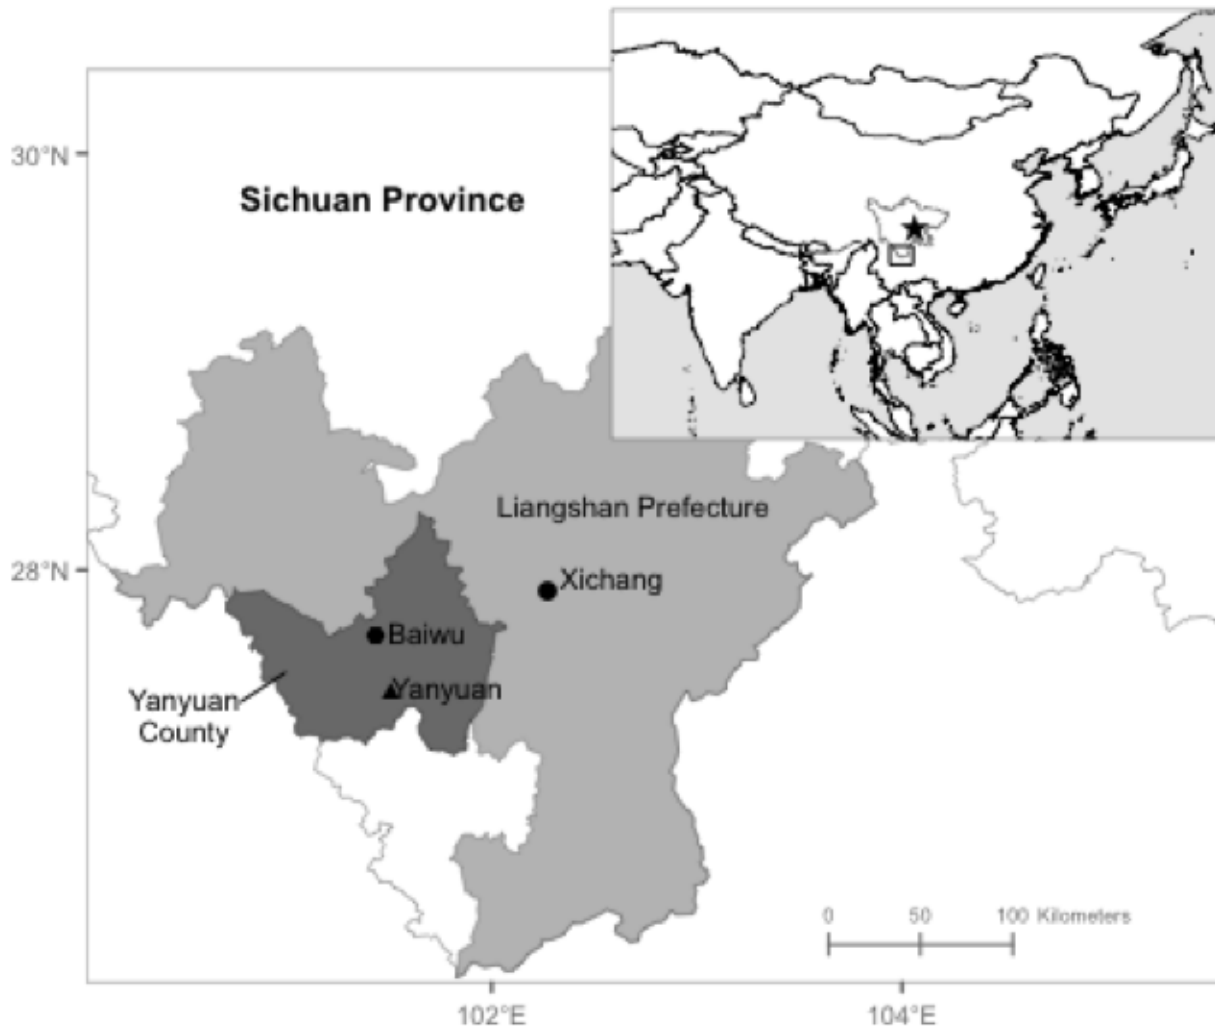 30°N
Sichuan Province
Liangshan Prefecture
28°N
Xichang
Baiwu
Yanyuan
Yanyuan
County
0 50 100 Kilometers
102°E 104°E